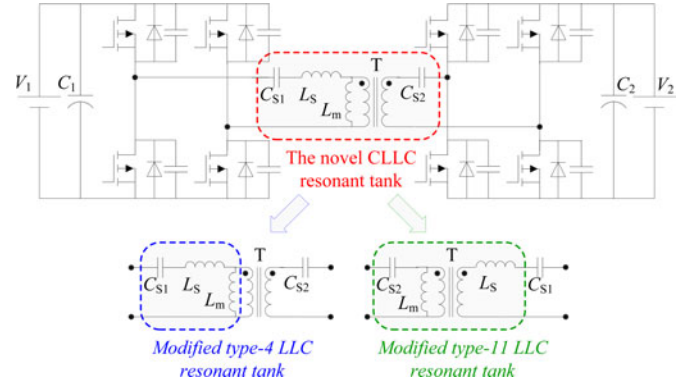 V1
C1
CS1
LS
Lm
T
CS2
C2
V2
The novel CLLC
resonant tank
CS1
LS
Lm
T
CS2
CS2
Lm
T
LS
CS1
Modified type-4 LLC
resonant tank
Modified type-11 LLC
resonant tank